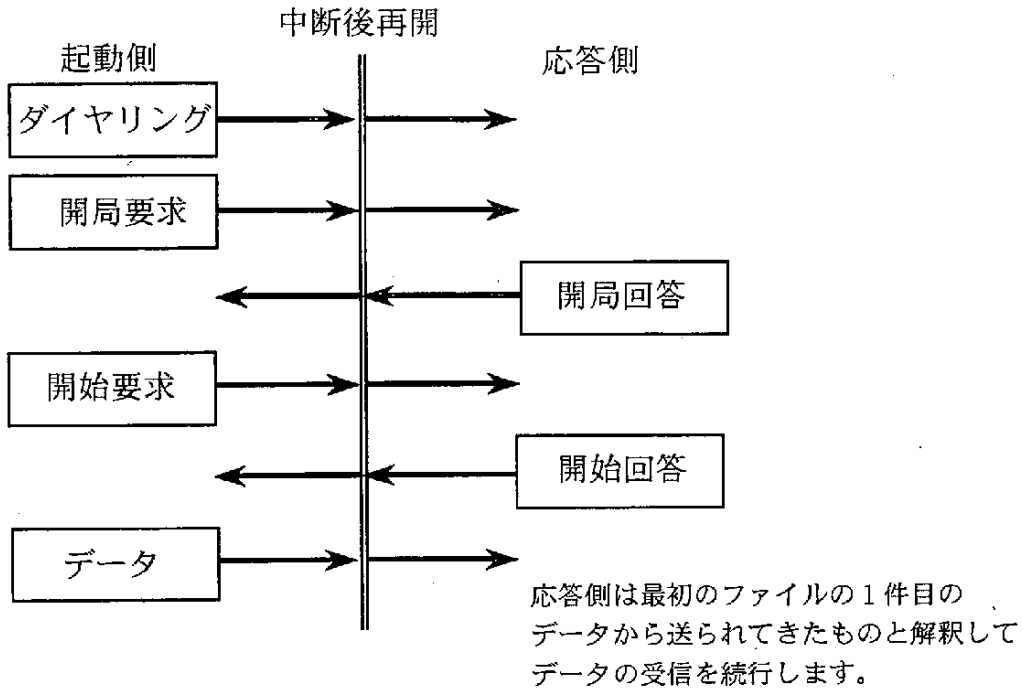 中断後再開
起動側
応答側
ダイヤリング
開局要求
開局回答
開始要求
開始回答
データ
応答側は最初のファイルの1件目の
データから送られてきたものと解釈して
データの受信を続行します。